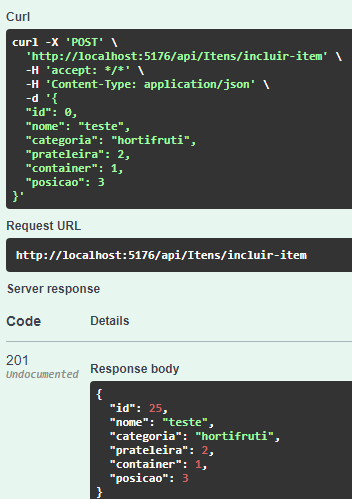 Curl
curl -X 'POST' \
  'http://localhost:5176/api/Itens/incluir-item' \
  -H 'accept: */*' \
  -H 'Content-Type: application/json' \
  -d '{
  "id": 0,
  "nome": "teste",
  "categoria": "hortifruti",
  "prateleira": 2,
  "container": 1,
  "posicao": 3
}'
Request URL
http://localhost:5176/api/Itens/incluir-item
Server response
Code Details
201
Undocumented
Response body
{
  "id": 25,
  "nome": "teste",
  "categoria": "hortifruti",
  "prateleira": 2,
  "container": 1,
  "posicao": 3
}